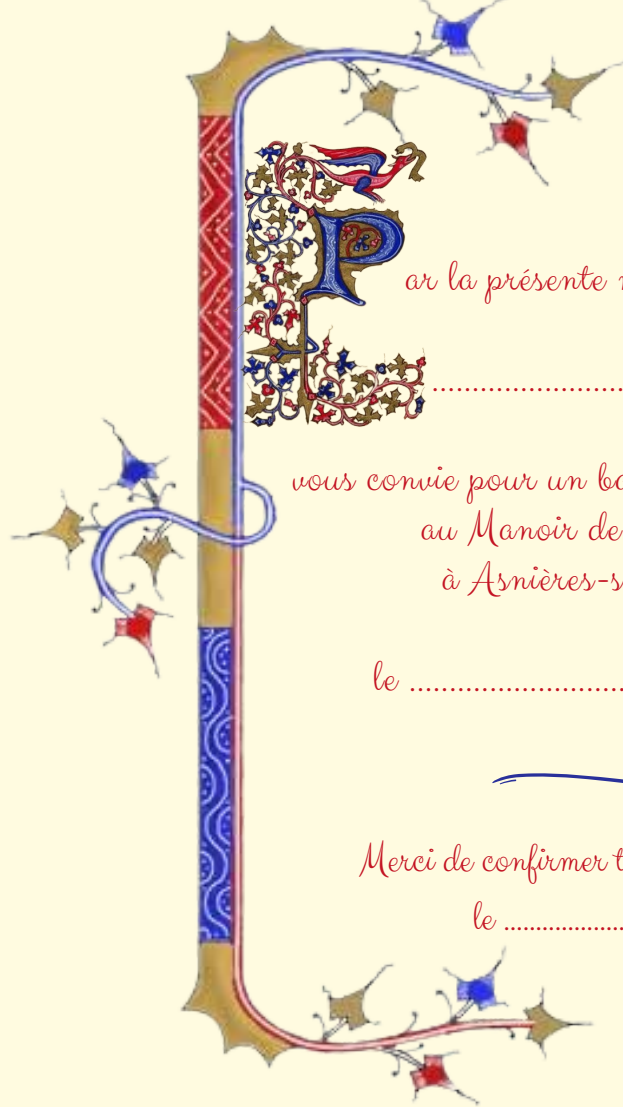 Par la présente
..........................
vous convie pour un
au Manoir de
à Asnières-s
le ..........................
Merci de confirmer
le ..................